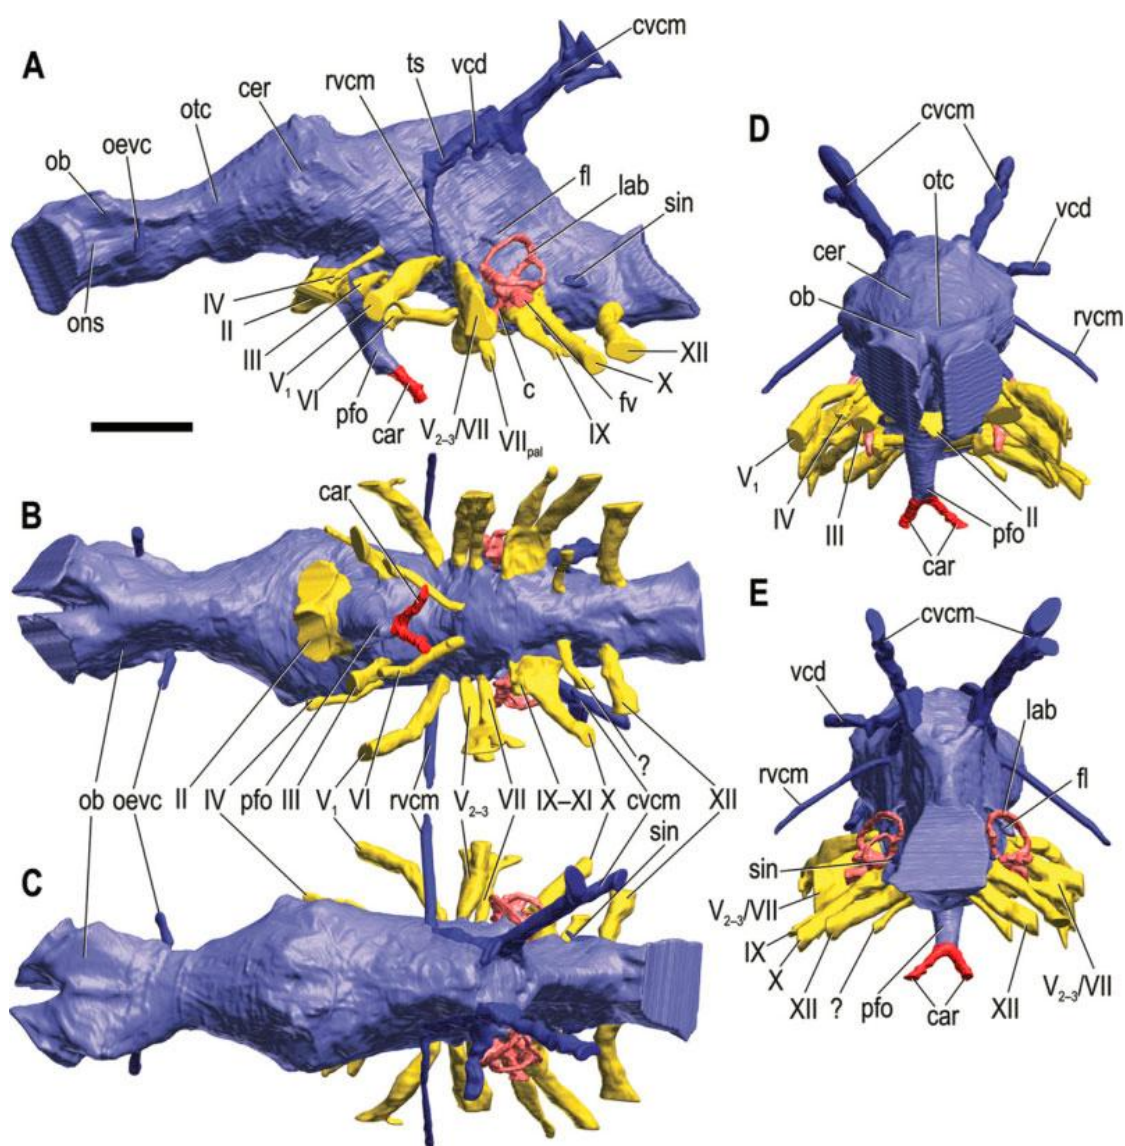 A
cvcm
ts
vcd
rvcm
cer
otc
oevc
ob
fl
lab
sin
ons
IV
II
III
V1
VI
pfo
car
V2–3/VII
VIIpal
c
IX
fv
X
XII
D
cvcm
otc
vcd
cer
ob
rvcm
V1
IV
III
II
pfo
car
B
car
?
ob oevc II IV pfo III V1 VI rvcm V2–3 VII IX–XI X cvcm XII
sin
C
E
cvcm
vcd
lab
rvcm
fl
sin
V2–3/VII
IX
X
XII ? pfo car XII V2–3/VII